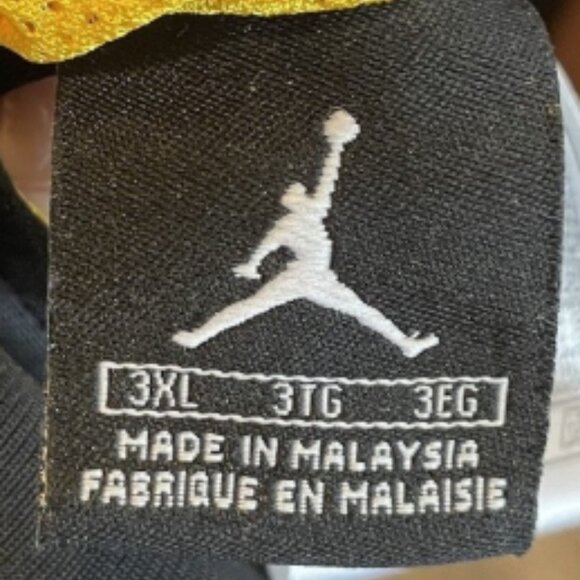 3XL 3TG 3EG
MADE IN MALAYSIA
FABRIQUE EN MALAISIE